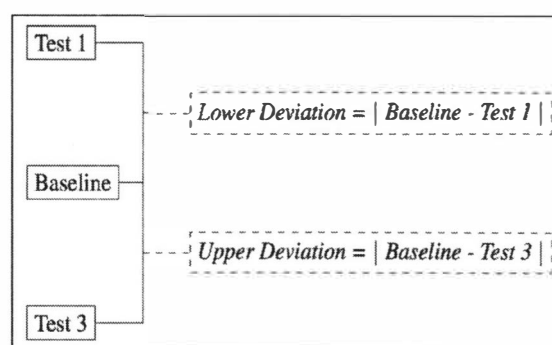 Test 1
Lower Deviation = | Baseline - Test 1 |
Baseline
Upper Deviation = | Baseline - Test 3 |
Test 3